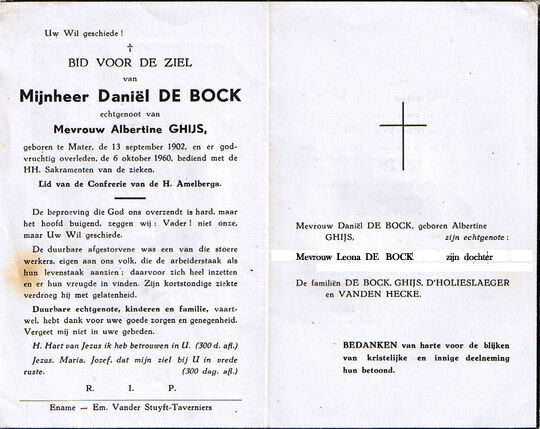 Uw Wil geschiede !
†
BID VOOR DE ZIEL
van
Mijnheer Daniël DE BOCK
echtgenoot van
Mevrouw Albertine GHIJS,
geboren te Mater, de 13 september 1902, en er god-
vruchtig overleden, de 6 oktober 1960, bediend met de
HH. Sakramenten van de zieken.
Lid van de Confrerie van de H. Amelberga.
De beproeving die God ons overzendt is hard, maar
het hoofd buigend, zeggen wij : Vader ! niet onze,
maar Uw Wil geschiede.
De duurbare afgestorvene was een van die stoere
werkers, eigen aan ons volk, die de arbeiderstaak als
hun levenstaak aanzien ; daarvoor zich heel inzetten
en er hun vreugde in vinden. Zijn kortstondige ziekte
verdroeg hij met gelatenheid.
Duurbare echtgenote, kinderen en familie, vaart-
wel, heb dank voor uwe goede zorgen en genegenheid.
Vergeet mij niet in uwe gebeden.
H. Hart van Jezus ik heb betrouwen in U. (300 d. afl.)
Jezus, Maria, Jozef, dat mijn ziel bij U in vrede
ruste. (300 dag. afl.)
R. I. P.
Ename — Em. Vander Stuyft-Taverniers
Mevrouw Daniël DE BOCK, geboren Albertine
GHIJS, zijn echtgenote :
Mevrouw Leona DE BOCK zijn dochter
De familiën DE BOCK, GHIJS, D'HOLIESLAEGER
en VANDEN HECKE.
BEDANKEN van harte voor de blijken
van kristelijke en innige deelneming
hun betoond.